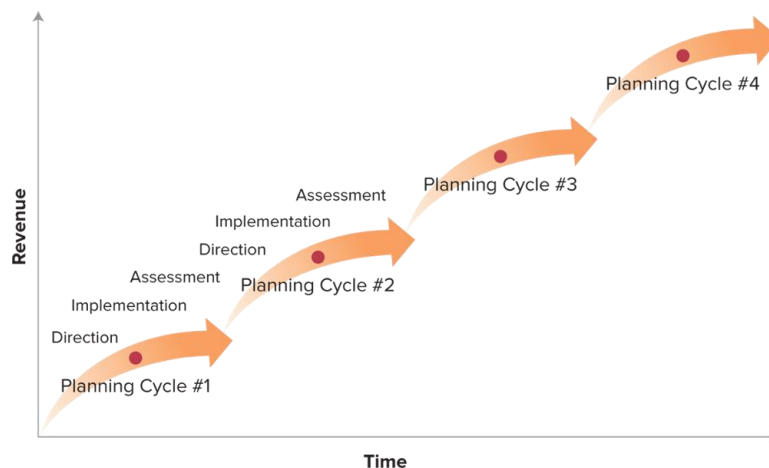 Planning Cycle #4
Planning Cycle #3
Assessment
Implementation
Direction
Planning Cycle #2
Assessment
Implementation
Direction
Planning Cycle #1
Revenue
Time